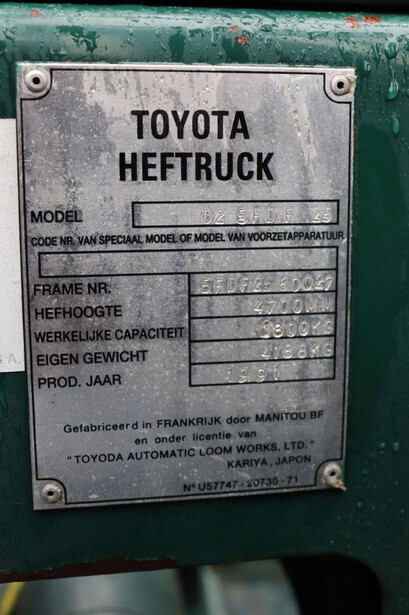 TOYOTA
HEFTRUCK
MODEL 02 5FDF 25
CODE NR. VAN SPECIAAL MODEL OF MODEL VAN VOORZETAPPARATUUR
FRAME NR.
HEFHOOGTE 4700MM
WERKELIJKE CAPACITEIT
EIGEN GEWICHT 4188KG
PROD. JAAR 1991
Gefabriceerd in FRANKRIJK door MANITOU BF
en onder licentie van
"TOYODA AUTOMATIC LOOM WORKS, LTD."
KARIYA, JAPON
N° U57747 - 20730 - 71